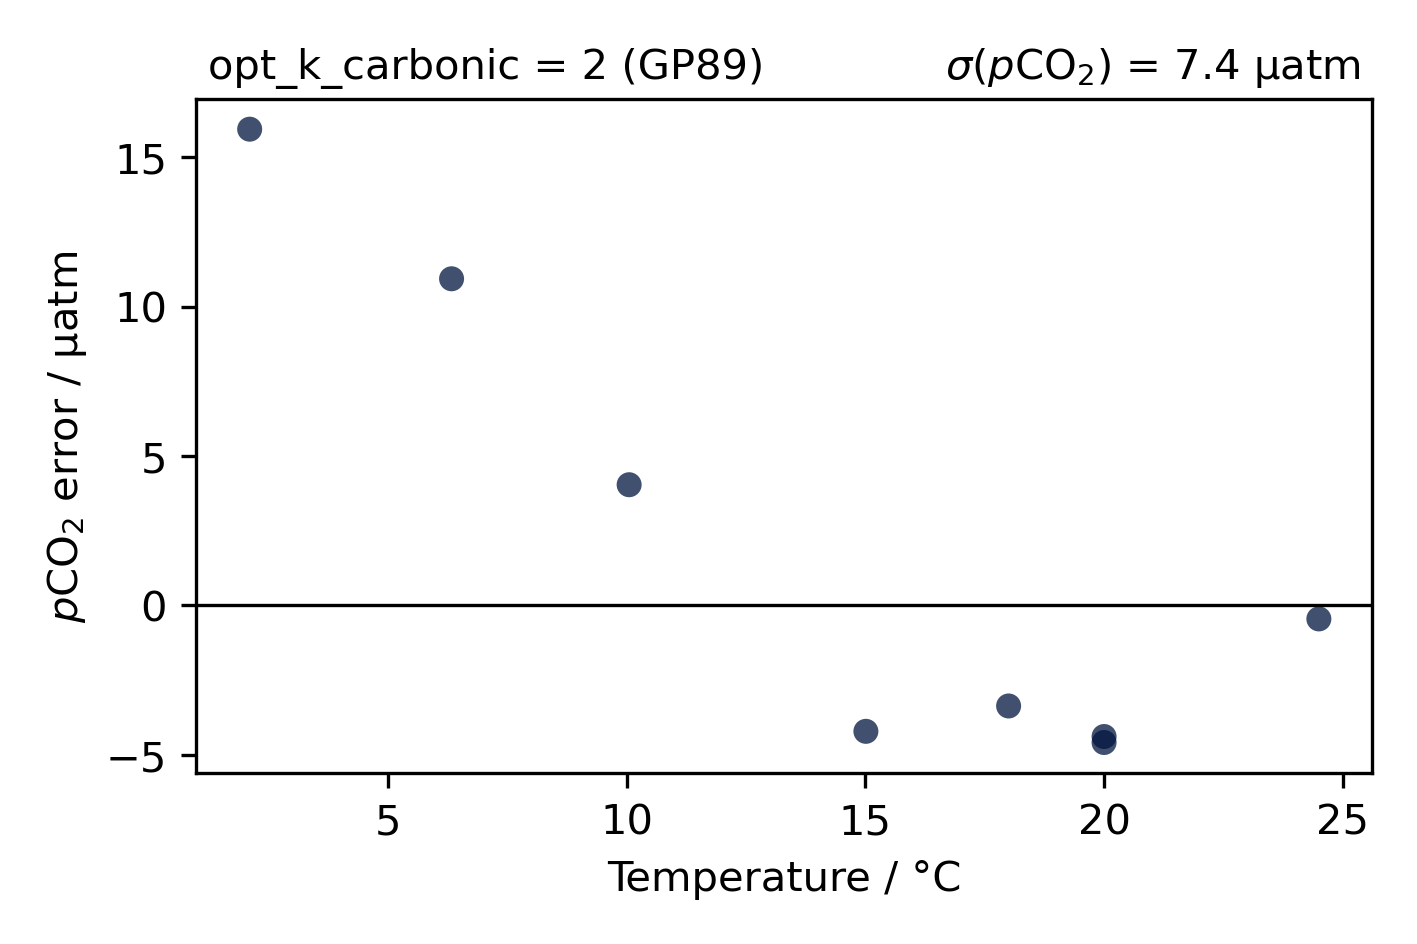 opt_k_carbonic = 2 (GP89)
σ(pCO₂) = 7.4 µatm
pCO₂ error / µatm
15
10
5
0
−5
5
10
15
20
25
Temperature / °C